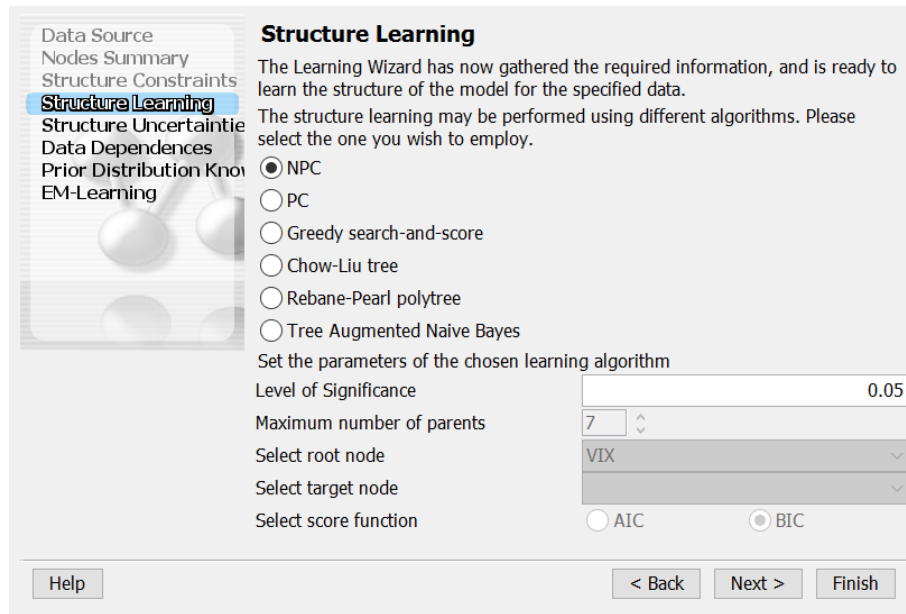 Data Source
Nodes Summary
Structure Constraints
Structure Learning
Structure Uncertaintie
Data Dependences
Prior Distribution Know
EM-Learning
Structure Learning
The Learning Wizard has now gathered the required information, and is ready to
learn the structure of the model for the specified data.
The structure learning may be performed using different algorithms. Please
select the one you wish to employ.
NPC
PC
Greedy search-and-score
Chow-Liu tree
Rebane-Pearl polytree
Tree Augmented Naive Bayes
Set the parameters of the chosen learning algorithm
Level of Significance 0.05
Maximum number of parents 7
Select root node VIX
Select target node
Select score function AIC BIC
Help < Back Next > Finish